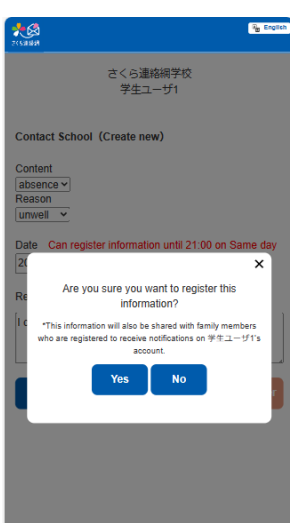 さくら連絡網
English
さくら連絡網学校
学生ユーザ1
Contact School（Create new）
Content
absence
Reason
unwell
Date Can register information until 21:00 on Same day
Are you sure you want to register this
information?
*This information will also be shared with family members
who are registered to receive notifications on 学生ユーザ1's
account.
Yes No